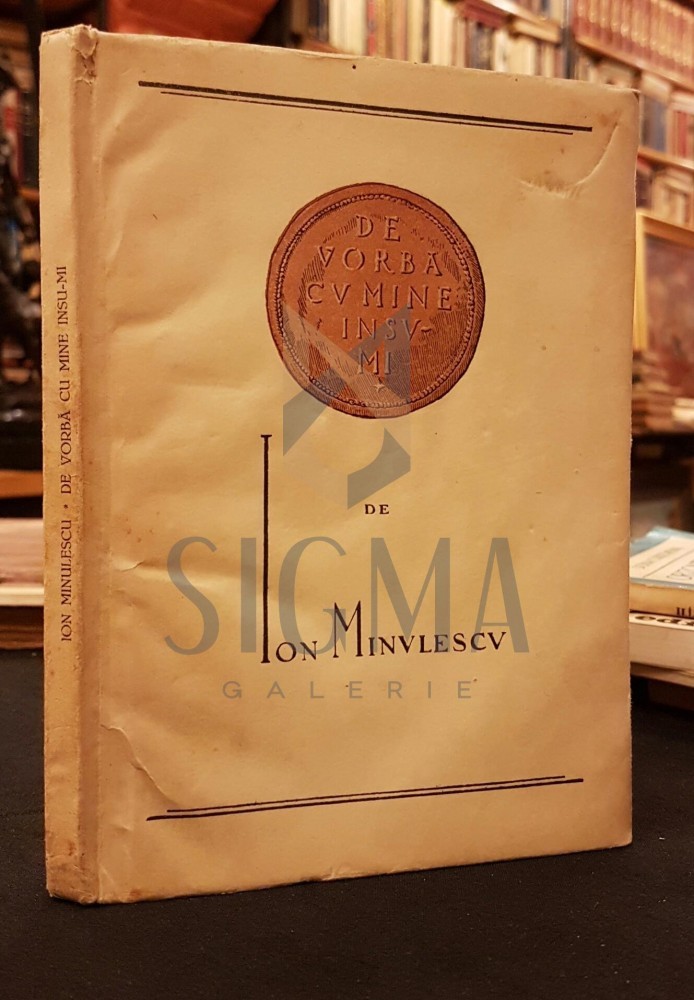 DE
VORBĂ
CV MINE
INSV-
MI
DE
ION MINVLESCV
ION MINULESCU • DE VORBĂ CU MINE INSU-MI
SIGMA
GALERIE